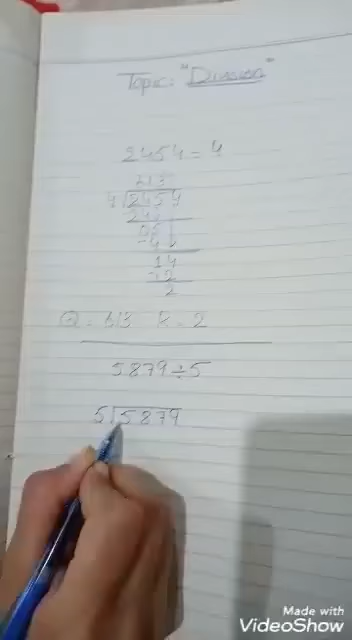 Topic: "Division"
2454 = 4
213
4 2454
24
05
-4
14
12
2
Q = 613 R = 2
5879÷5
5 5879
Made with
VideoShow